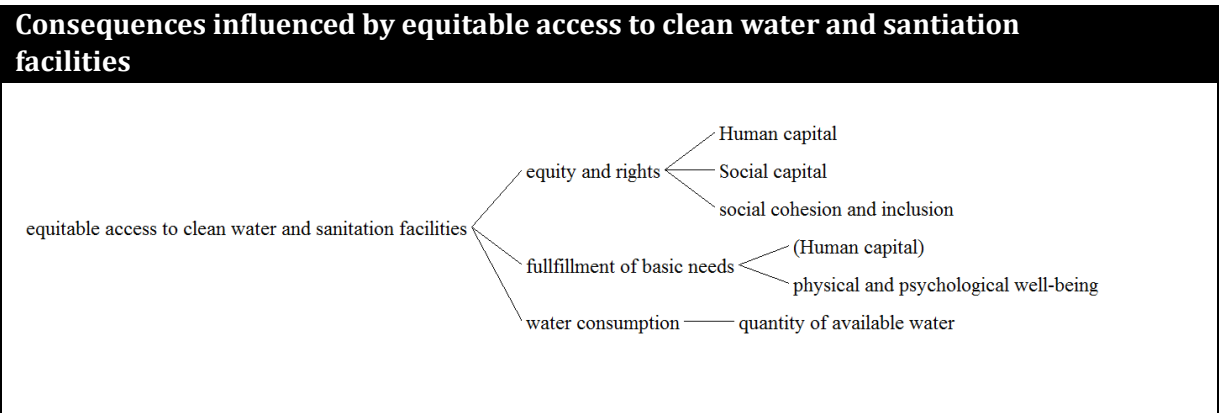 Consequences influenced by equitable access to clean water and santiation
facilities
Human capital
equity and rights
Social capital
social cohesion and inclusion
equitable access to clean water and sanitation facilities
(Human capital)
fullfillment of basic needs
physical and psychological well-being
water consumption
quantity of available water